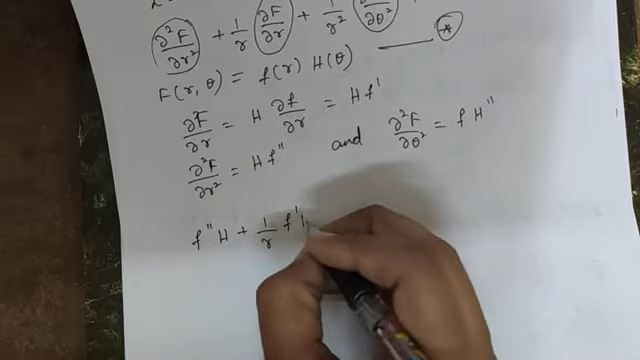 ∂²F/∂r² + 1/r ∂F/∂r + 1/r² ∂²F/∂θ²
F(r, θ) = f(r) H(θ) —— *
∂F/∂r = H ∂f/∂r = H f'
∂²F/∂r² = H f'' and ∂²F/∂θ² = f H''
f'' H + 1/r f'